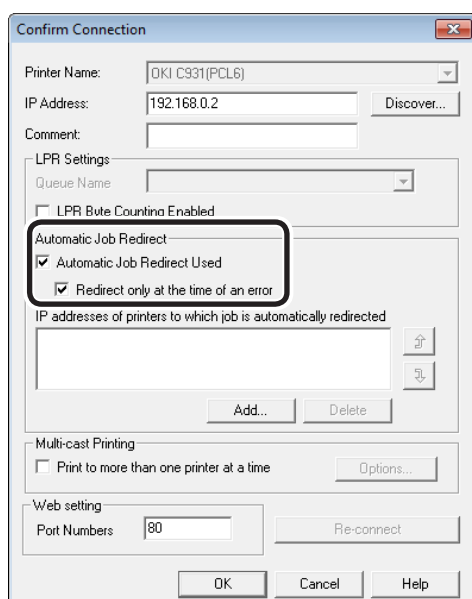 Confirm Connection
Printer Name: OKI C931(PCL6)
IP Address: 192.168.0.2 Discover...
Comment:
LPR Settings
Queue Name
LPR Byte Counting Enabled
Automatic Job Redirect
Automatic Job Redirect Used
Redirect only at the time of an error
IP addresses of printers to which job is automatically redirected
Add... Delete
Multi-cast Printing
Print to more than one printer at a time Options...
Web setting
Port Numbers 80 Re-connect
OK Cancel Help